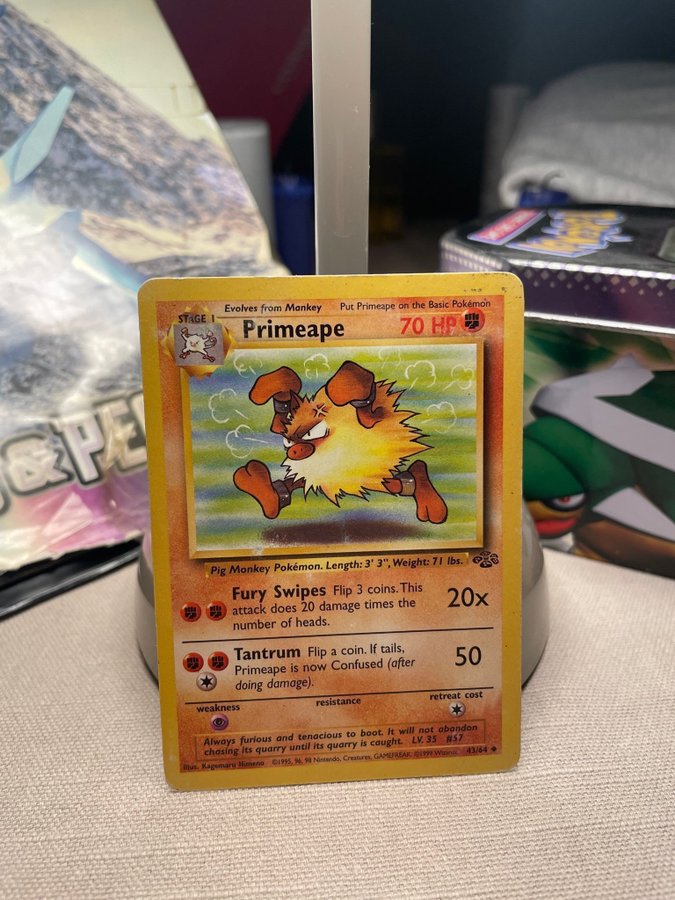 Evolves from Mankey Put Primeape on the Basic Pokémon
STAGE 1
Primeape 70 HP
Pig Monkey Pokémon. Length: 3' 3", Weight: 71 lbs.
Fury Swipes Flip 3 coins. This
attack does 20 damage times the
number of heads.
20x
Tantrum Flip a coin. If tails,
Primeape is now Confused (after
doing damage).
50
weakness resistance retreat cost
Always furious and tenacious to boot. It will not abandon
chasing its quarry until its quarry is caught. LV. 35 #57
Illus. Kagemaru Himeno ©1995, 96, 98 Nintendo, Creatures, GAMEFREAK. ©1999 Wizards. 43/64